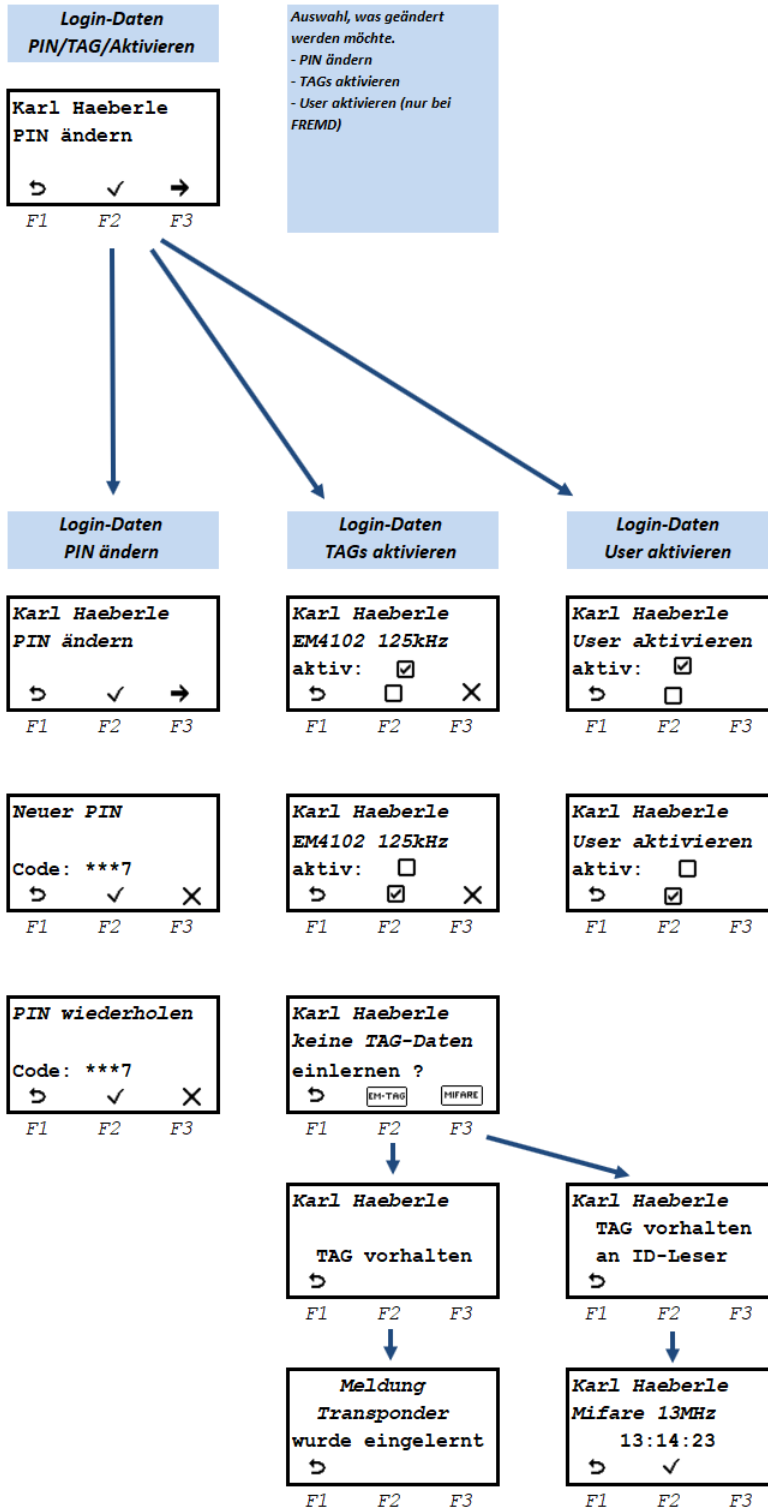 Login-Daten
PIN/TAG/Aktivieren
Auswahl, was geändert
werden möchte.
- PIN ändern
- TAGs aktivieren
- User aktivieren (nur bei
FREMD)
Karl Haeberle
PIN ändern
F1 F2 F3
Login-Daten
PIN ändern
Login-Daten
TAGs aktivieren
Login-Daten
User aktivieren
Karl Haeberle
PIN ändern
F1 F2 F3
Karl Haeberle
EM4102 125kHz
aktiv:
F1 F2 F3
Karl Haeberle
User aktivieren
aktiv:
F1 F2 F3
Neuer PIN
Code: ***7
F1 F2 F3
Karl Haeberle
EM4102 125kHz
aktiv:
F1 F2 F3
Karl Haeberle
User aktivieren
aktiv:
F1 F2 F3
PIN wiederholen
Code: ***7
F1 F2 F3
Karl Haeberle
keine TAG-Daten
einlernen ?
EM-TAG MIFARE
F1 F2 F3
Karl Haeberle
TAG vorhalten
F1 F2 F3
Karl Haeberle
TAG vorhalten
an ID-Leser
F1 F2 F3
Meldung
Transponder
wurde eingelernt
F1 F2 F3
Karl Haeberle
Mifare 13MHz
13:14:23
F1 F2 F3